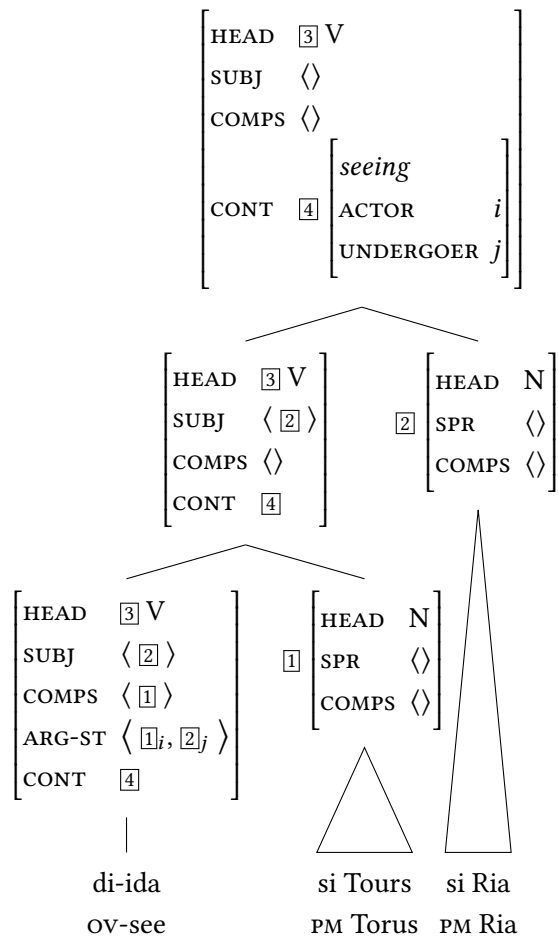 HEAD 3 V
SUBJ ⟨⟩
COMPS ⟨⟩
seeing
CONT 4 ACTOR i
UNDERGOER j
HEAD 3 V
SUBJ ⟨ 2 ⟩
COMPS ⟨⟩
CONT 4
2 HEAD N
SPR ⟨⟩
COMPS ⟨⟩
HEAD 3 V
SUBJ ⟨ 2 ⟩
COMPS ⟨ 1 ⟩
ARG-ST ⟨ 1i, 2j ⟩
CONT 4
1 HEAD N
SPR ⟨⟩
COMPS ⟨⟩
di-ida si Tours si Ria
OV-see PM Torus PM Ria